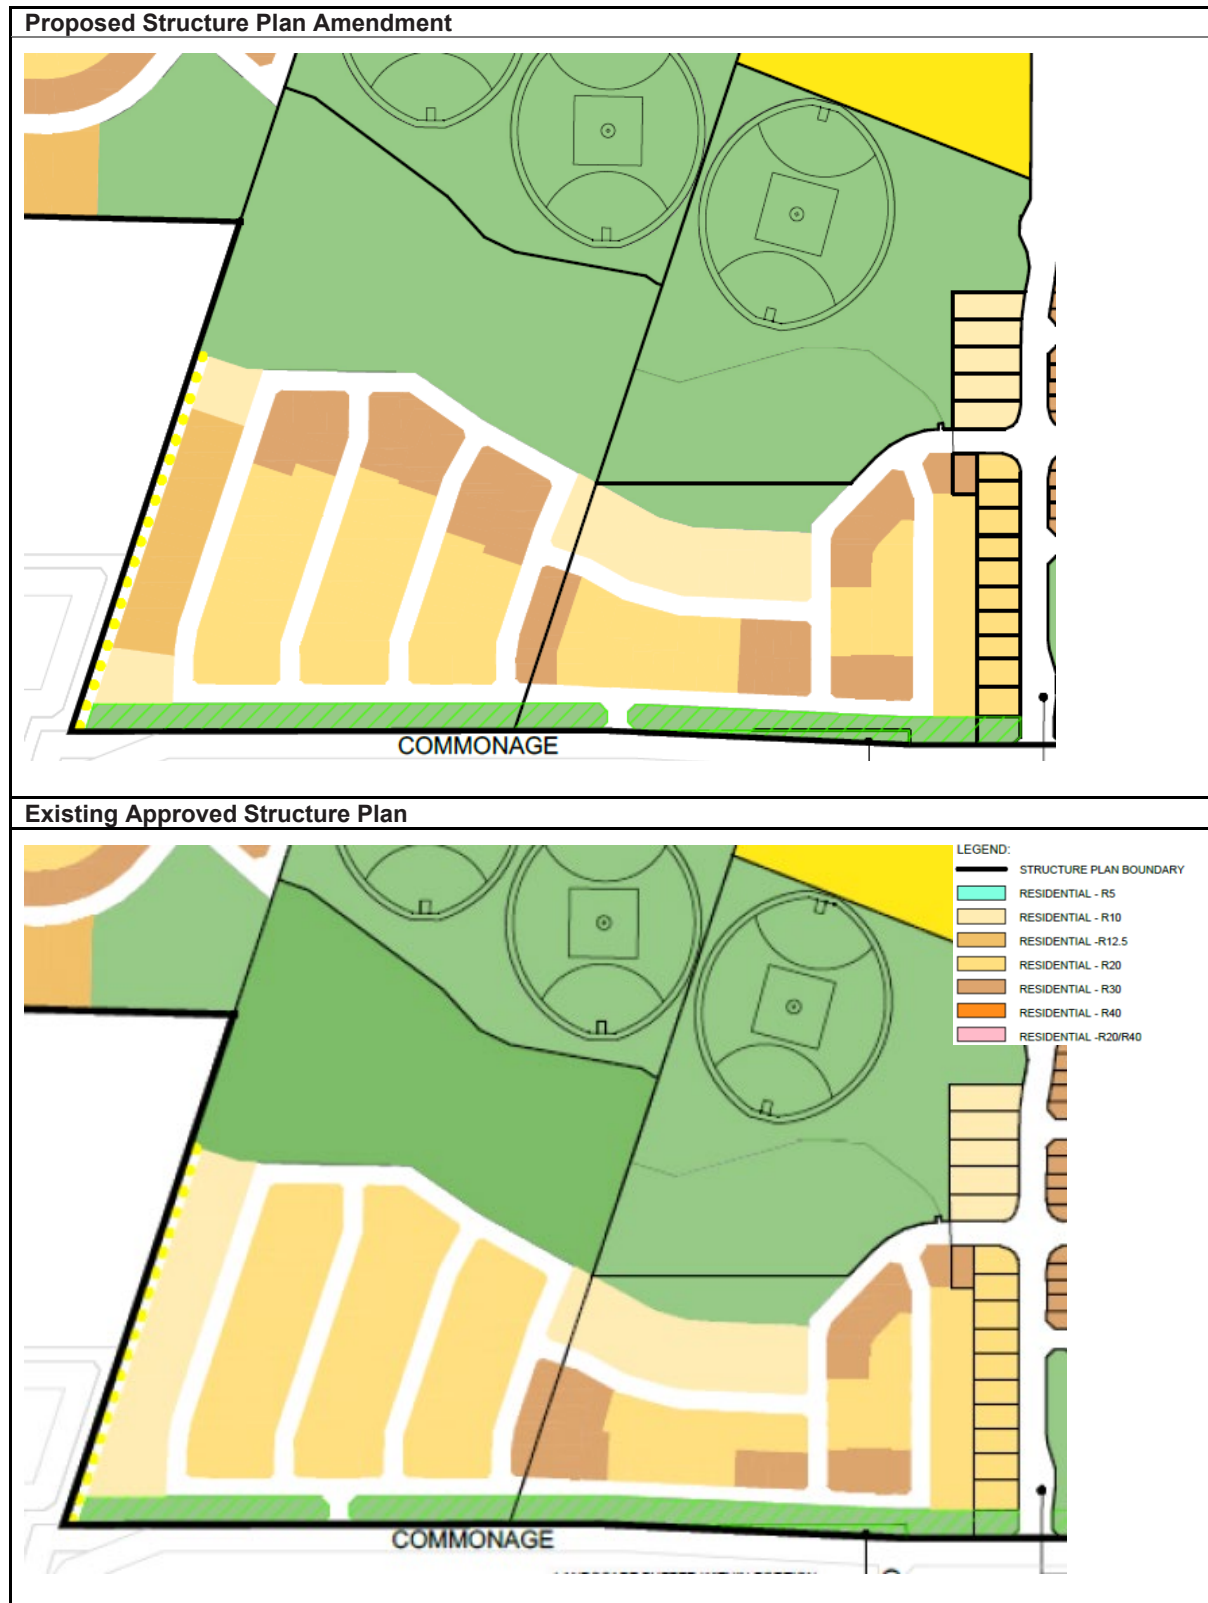 Proposed Structure Plan Amendment
COMMONAGE
Existing Approved Structure Plan
LEGEND:
STRUCTURE PLAN BOUNDARY
RESIDENTIAL - R5
RESIDENTIAL - R10
RESIDENTIAL -R12.5
RESIDENTIAL - R20
RESIDENTIAL - R30
RESIDENTIAL - R40
RESIDENTIAL -R20/R40
COMMONAGE